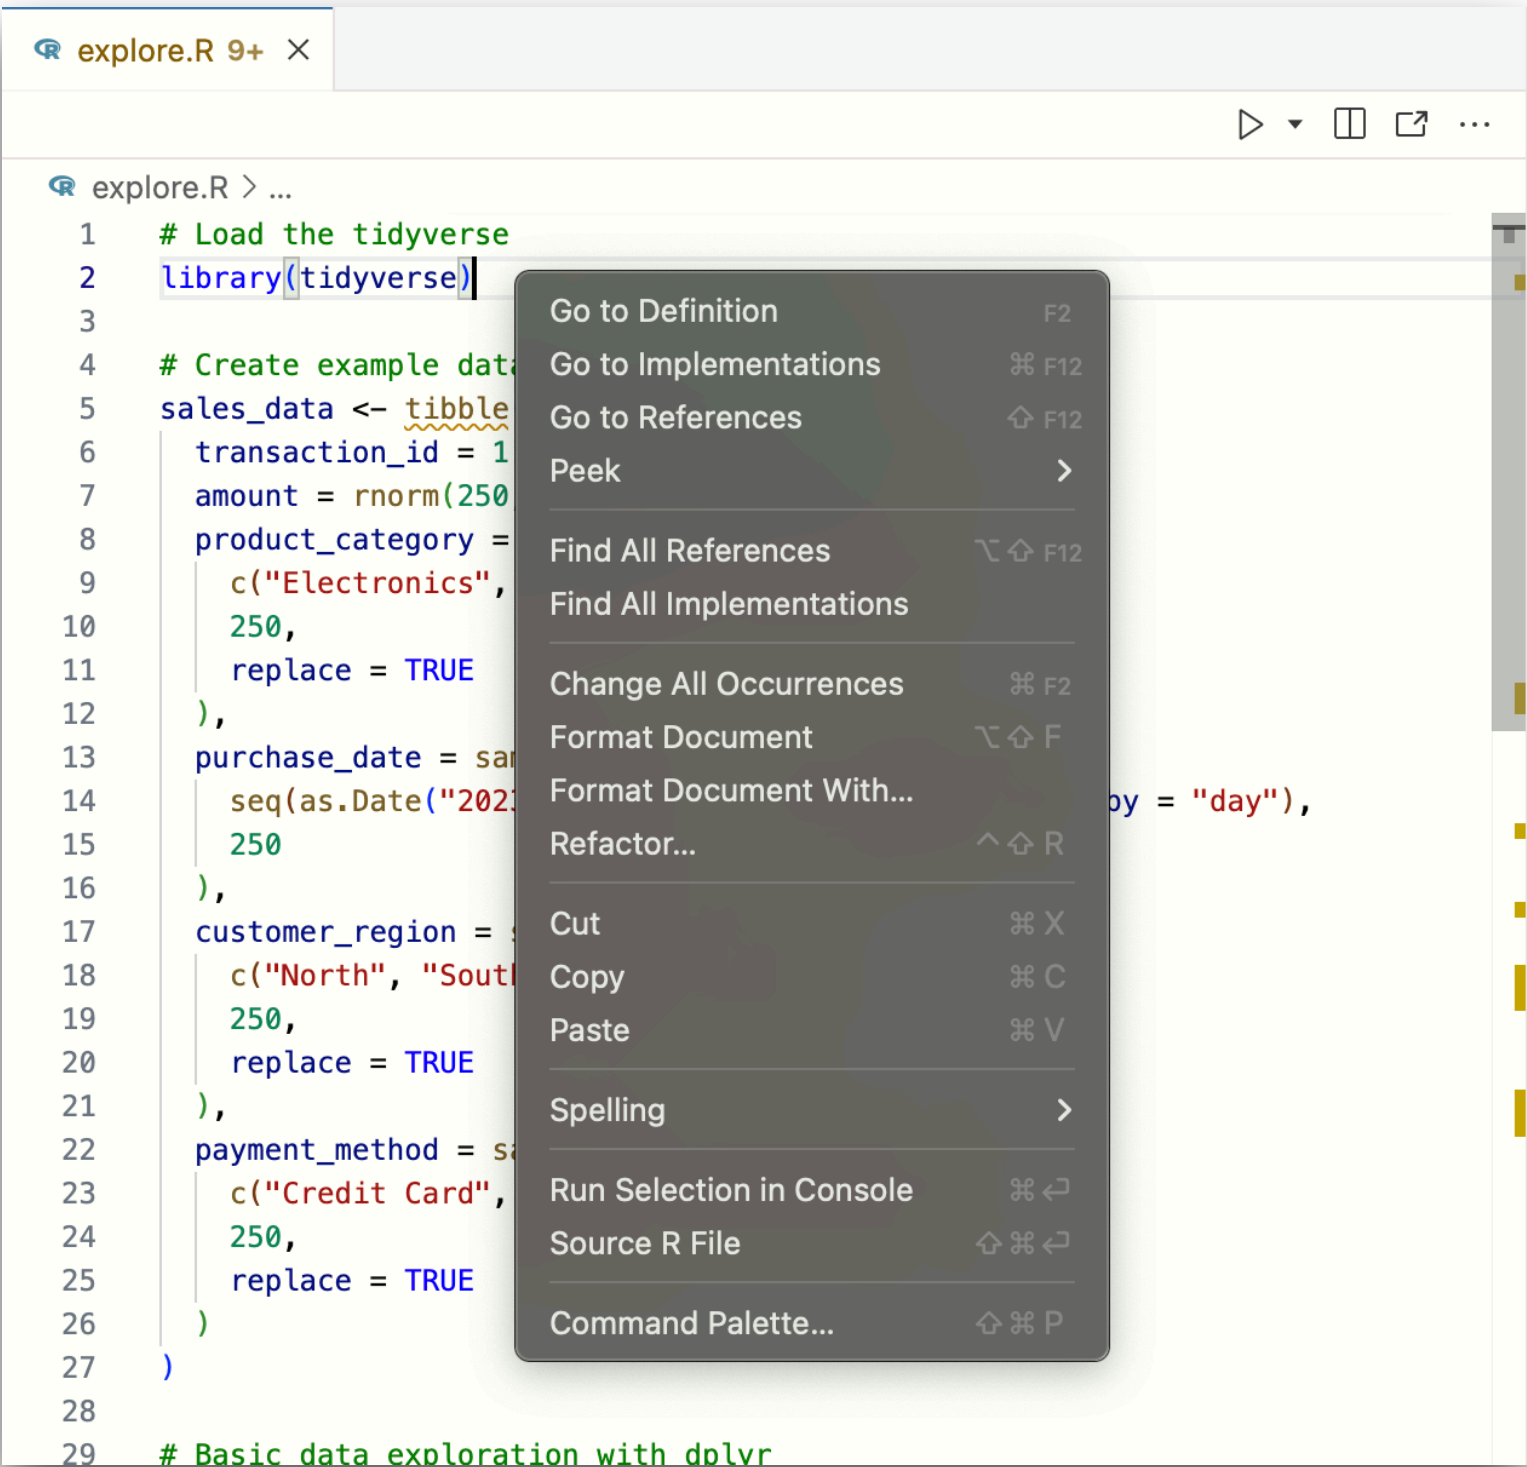 explore.R 9+
explore.R > ...
1 # Load the tidyverse
2 library(tidyverse)
3
4 # Create example data
5 sales_data <- tibble
6 transaction_id = 1
7 amount = rnorm(250
8 product_category =
9 c("Electronics",
10 250,
11 replace = TRUE
12 ),
13 purchase_date = sam
14 seq(as.Date("2023 by = "day"),
15 250
16 ),
17 customer_region = s
18 c("North", "South
19 250,
20 replace = TRUE
21 ),
22 payment_method = sa
23 c("Credit Card",
24 250,
25 replace = TRUE
26 )
27 )
28
29 # Basic data exploration with dplyr
Go to Definition F2
Go to Implementations ⌘ F12
Go to References ⇧ F12
Peek
Find All References ⌥⇧ F12
Find All Implementations
Change All Occurrences ⌘ F2
Format Document ⌥⇧ F
Format Document With...
Refactor... ^⇧ R
Cut ⌘ X
Copy ⌘ C
Paste ⌘ V
Spelling
Run Selection in Console ⌘↩
Source R File ⇧⌘↩
Command Palette... ⇧⌘ P